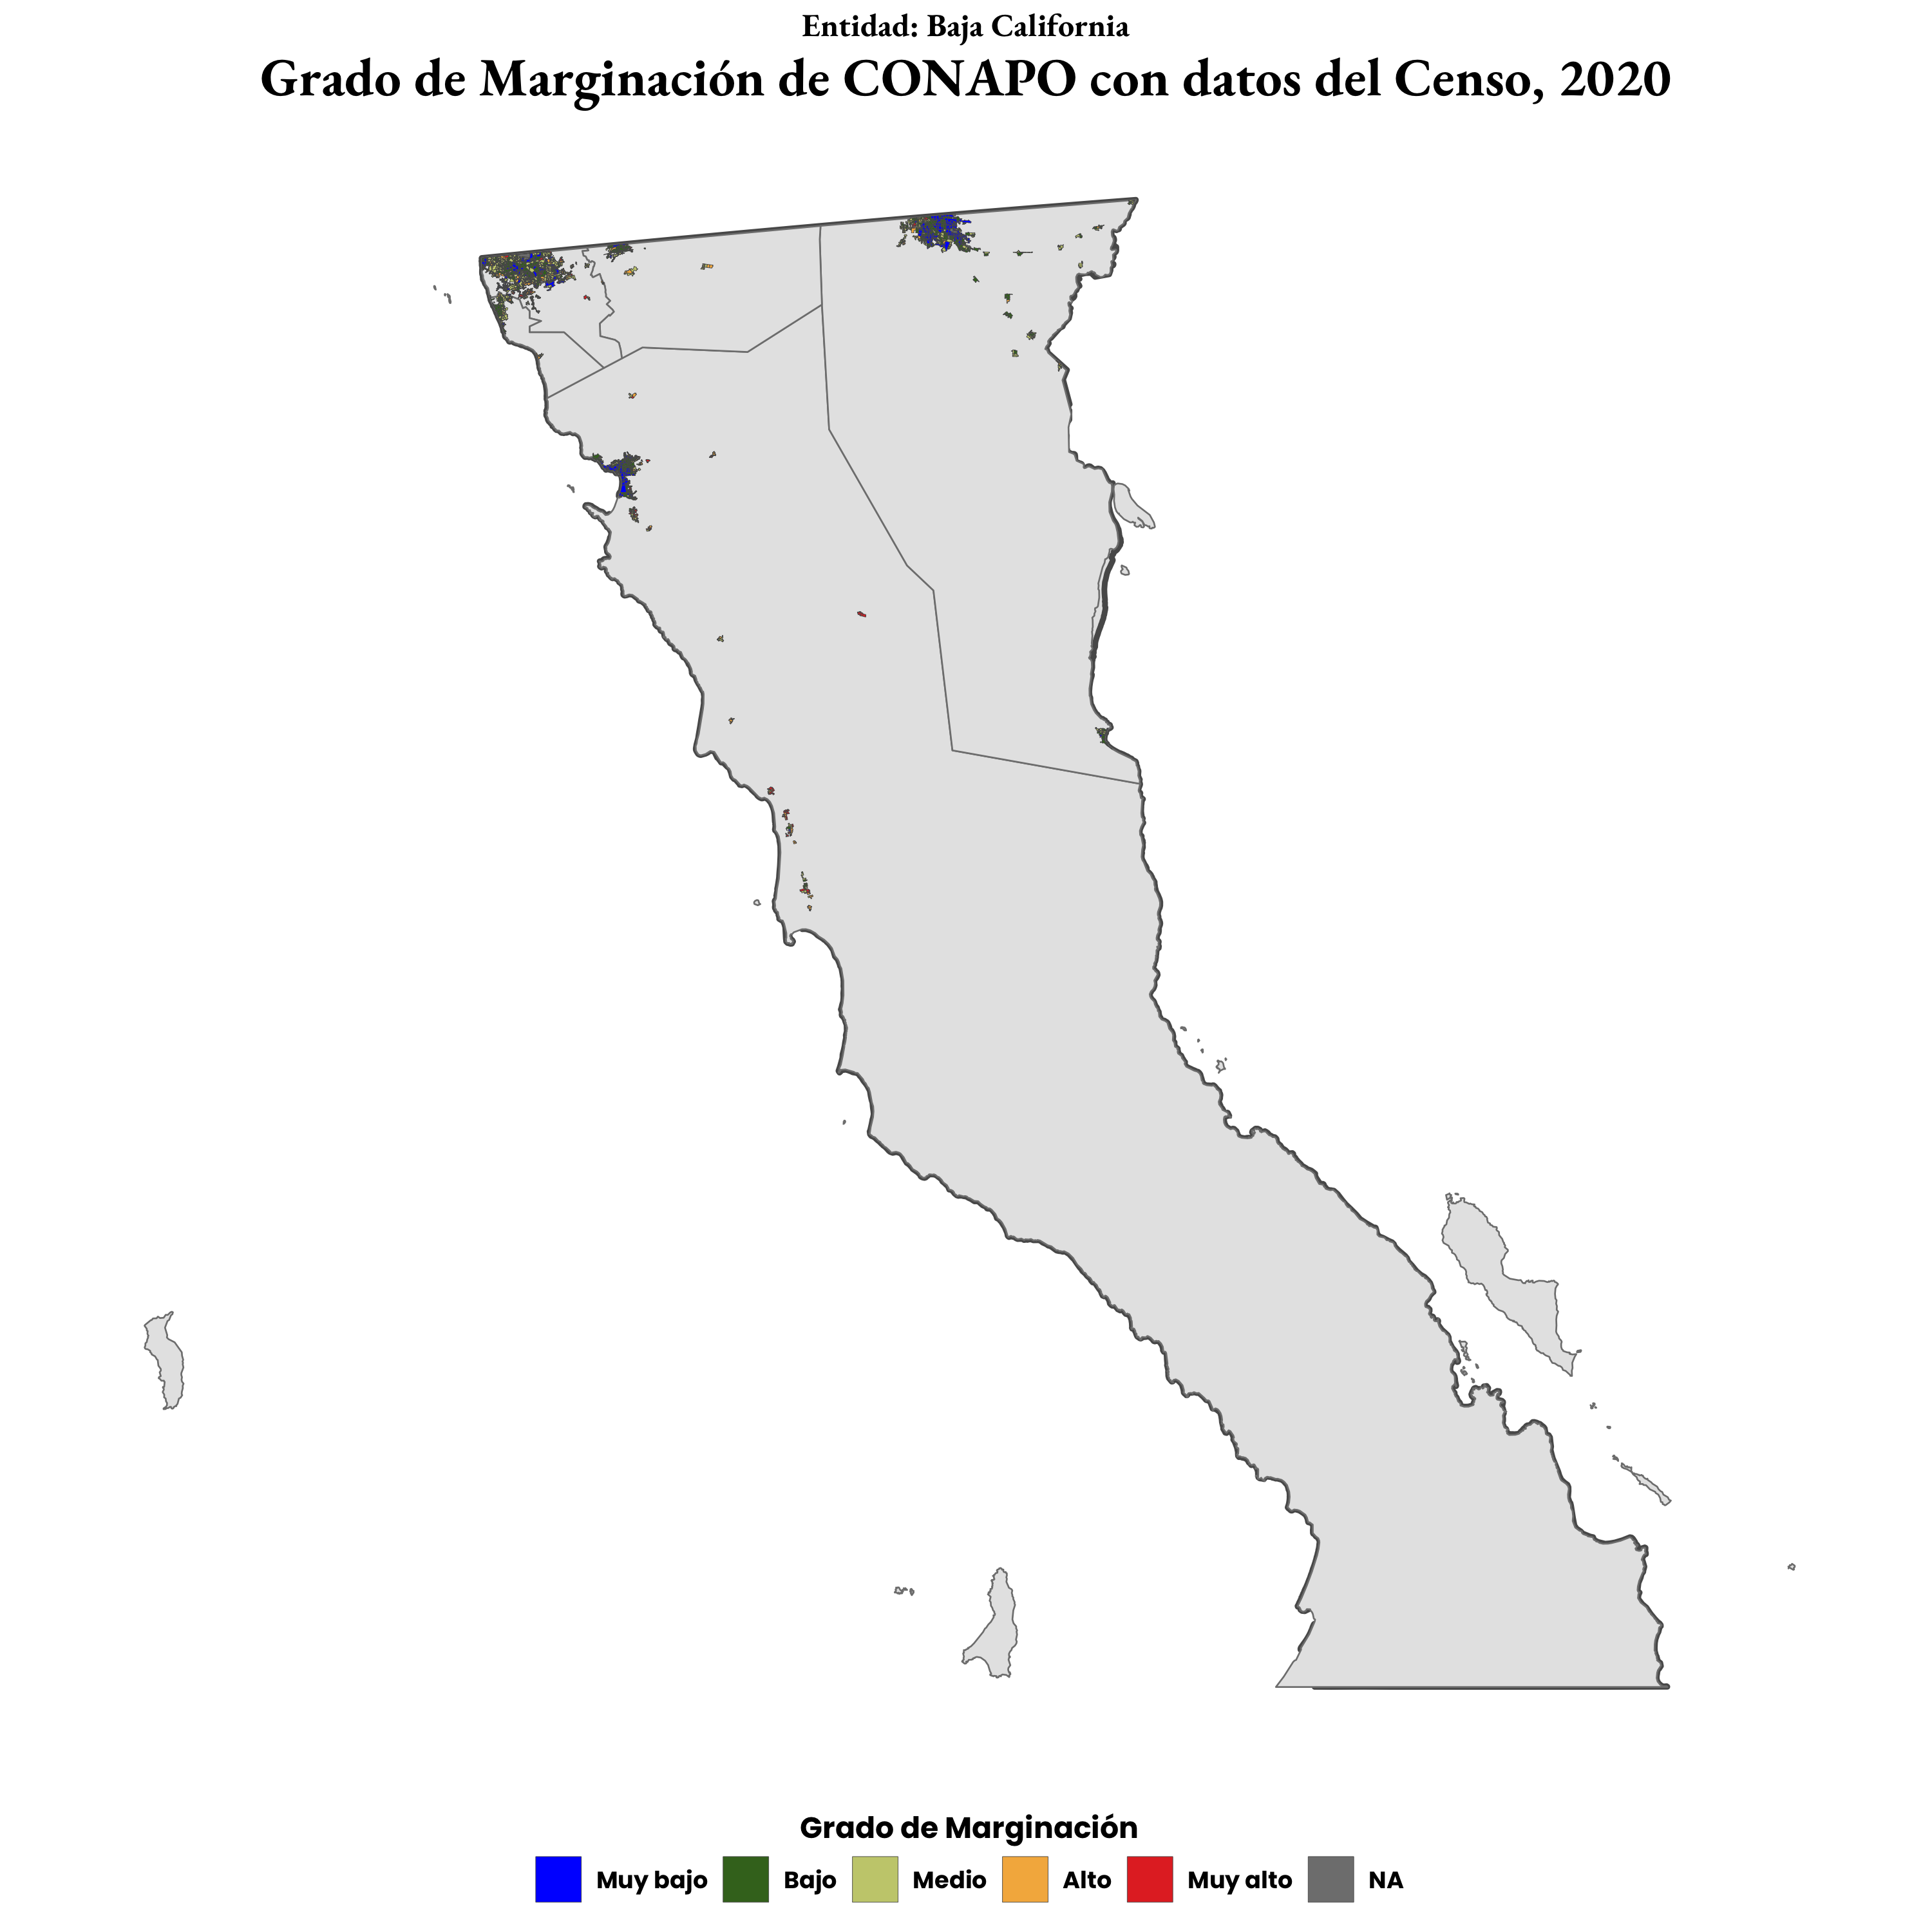 Entidad: Baja California
Grado de Marginación de CONAPO con datos del Censo, 2020
Grado de Marginación
Muy bajo Bajo Medio Alto Muy alto NA